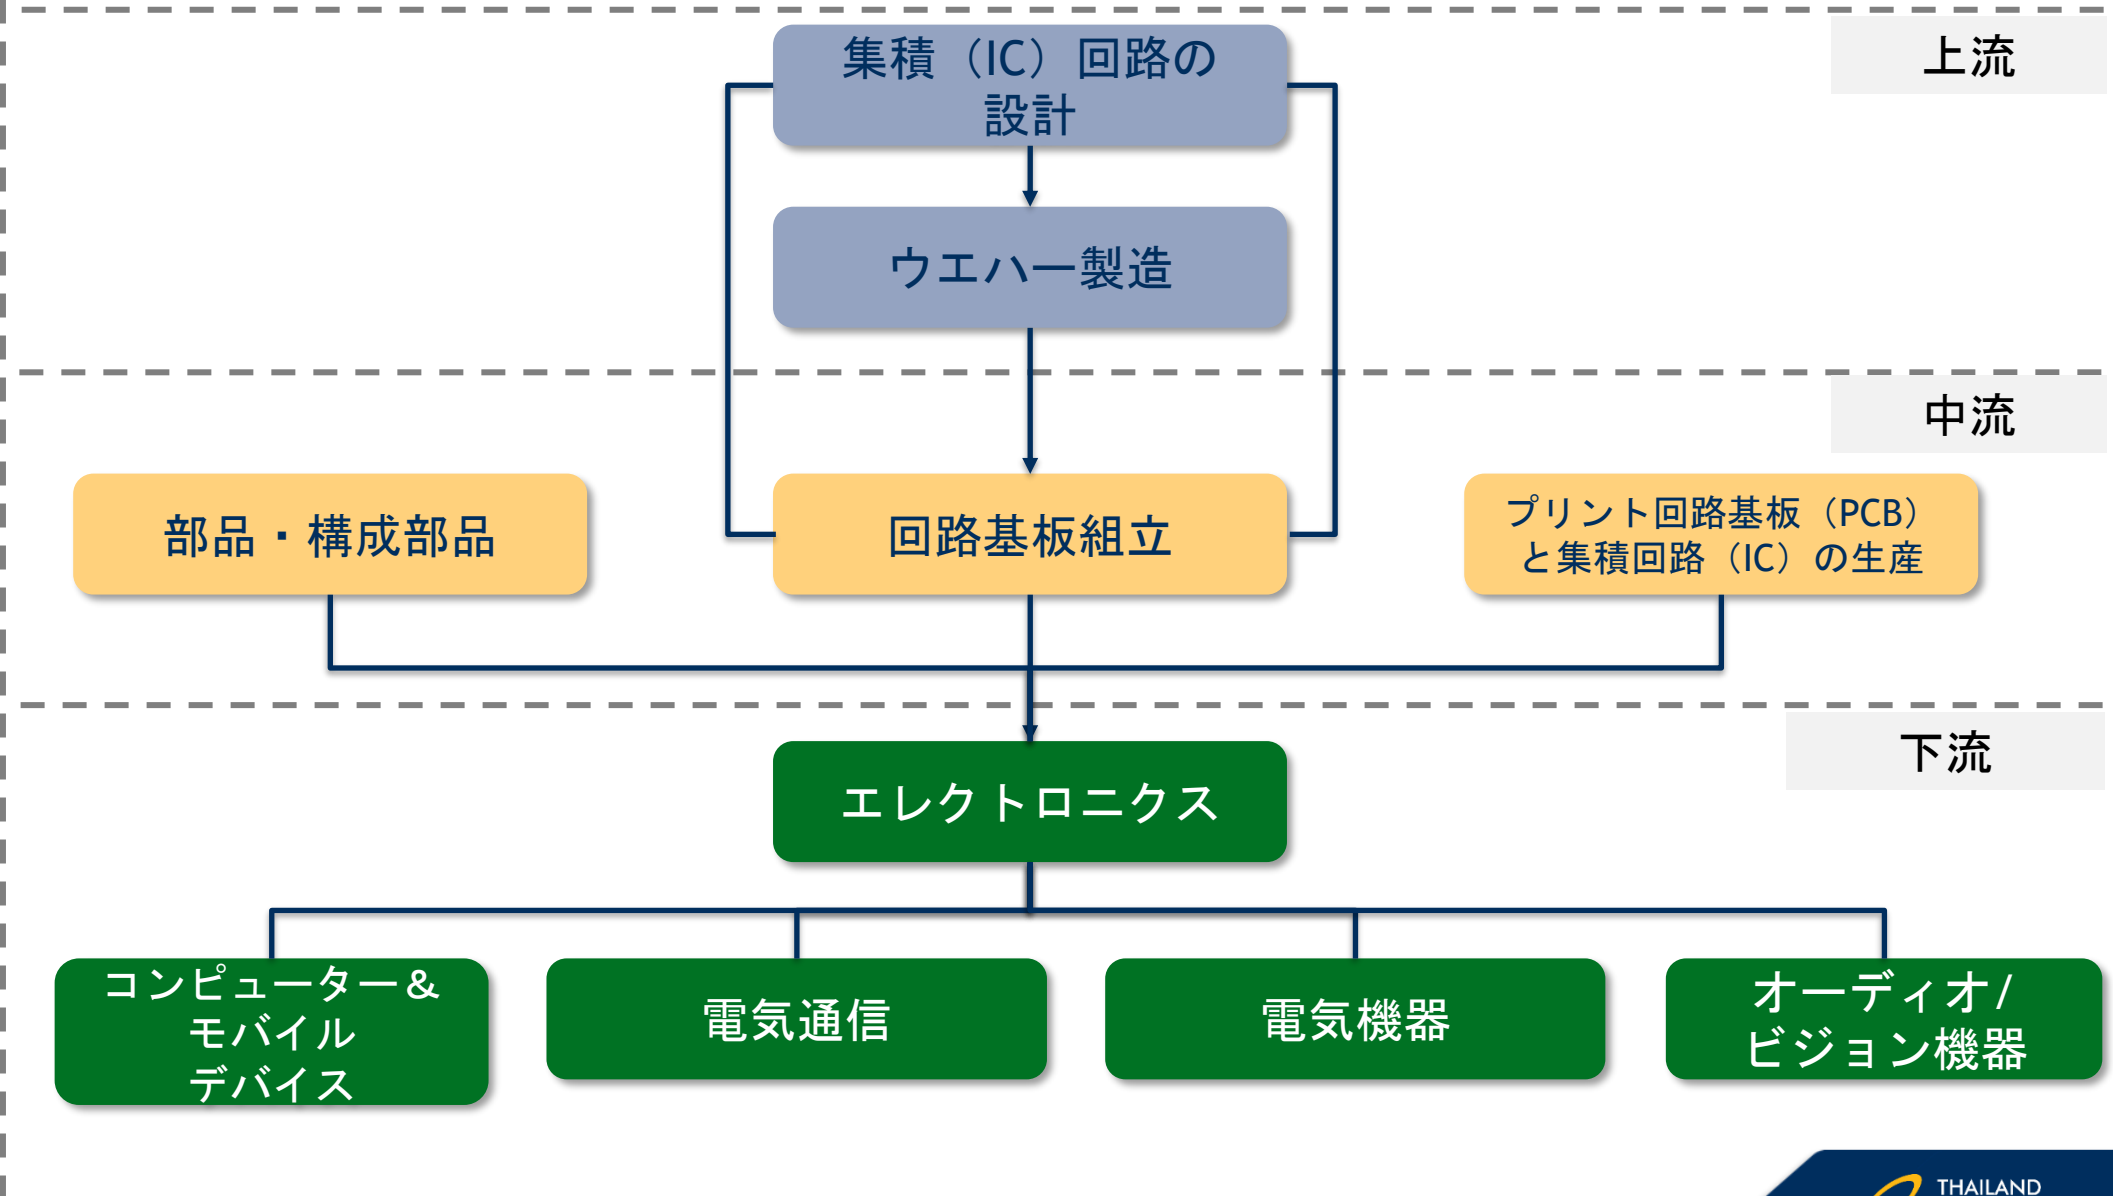 上流
集積（IC）回路の
設計
ウエハー製造
中流
部品・構成部品
回路基板組立
プリント回路基板（PCB）
と集積回路（IC）の生産
下流
エレクトロニクス
コンピューター＆
モバイル
デバイス
電気通信
電気機器
オーディオ/
ビジョン機器
THAILAND